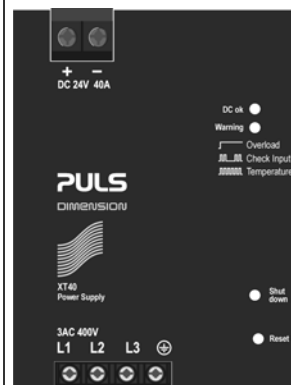 + −
DC 24V 40A
DC ok
Warning
Overload
Check Input
Temperature
PULS
DIMENSION
XT40
Power Supply
Shut
down
3AC 400V
Reset
L1 L2 L3